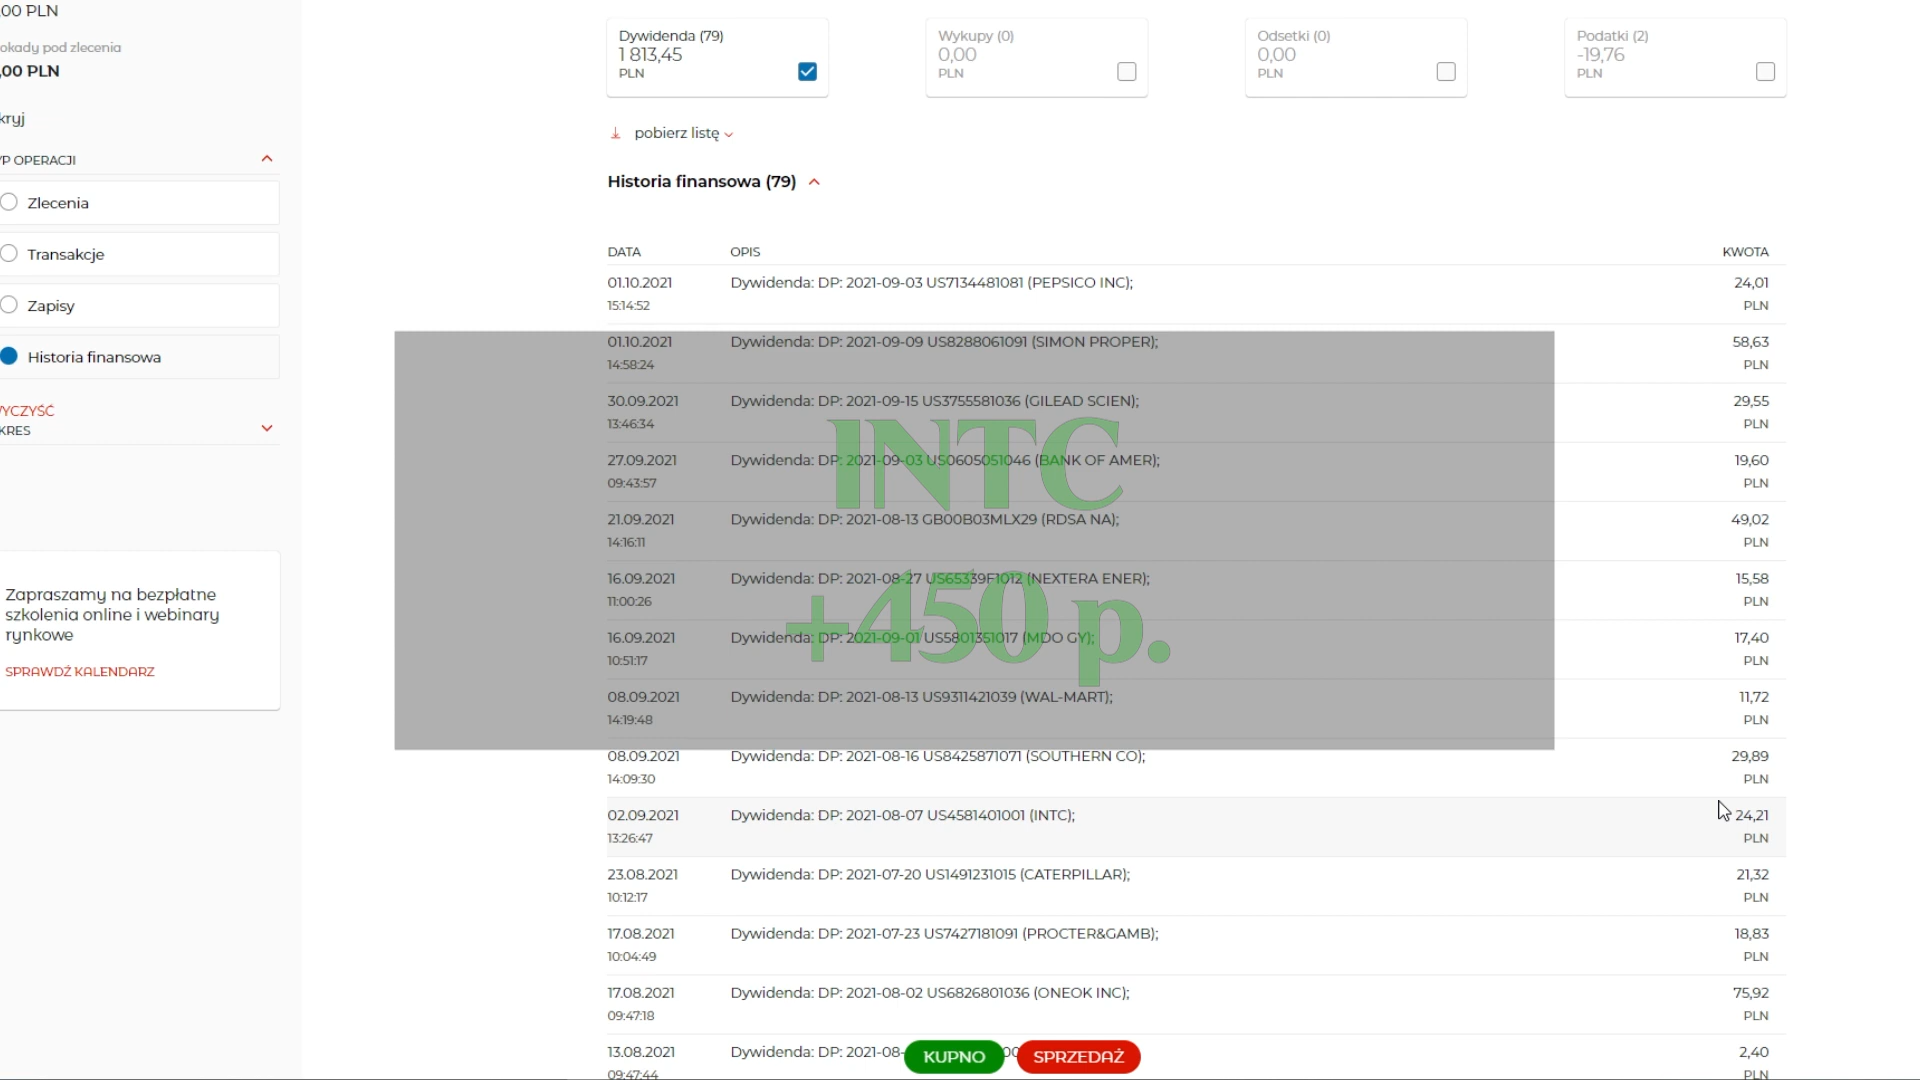 ,00 PLN
okady pod zlecenia
,00 PLN
kryj
YP OPERACJI
Zlecenia
Transakcje
Zapisy
Historia finansowa
WYCZYŚĆ
KRES
Zapraszamy na bezpłatne
szkolenia online i webinary
rynkowe
SPRAWDŹ KALENDARZ
Dywidenda (79)
1 813,45
PLN
Wykupy (0)
0,00
PLN
Odsetki (0)
0,00
PLN
Podatki (2)
-19,76
PLN
pobierz listę
Historia finansowa (79)
DATA OPIS KWOTA
01.10.2021 Dywidenda: DP: 2021-09-03 US7134481081 (PEPSICO INC); 24,01
15:14:52 PLN
01.10.2021 Dywidenda: DP: 2021-09-09 US8288061091 (SIMON PROPER); 58,63
14:58:24 PLN
30.09.2021 Dywidenda: DP: 2021-09-15 US3755581036 (GILEAD SCIEN); 29,55
13:46:34 PLN
INTC
27.09.2021 Dywidenda: DP: 2021-09-03 US0605051046 (BANK OF AMER); 19,60
09:43:57 PLN
21.09.2021 Dywidenda: DP: 2021-08-13 GB00B03MLX29 (RDSA NA); 49,02
14:16:11 PLN
16.09.2021 Dywidenda: DP: 2021-08-27 US65339F1012 (NEXTERA ENER); 15,58
11:00:26 PLN
+450 р.
16.09.2021 Dywidenda: DP: 2021-09-01 US5801351017 (MDO GY); 17,40
10:51:17 PLN
08.09.2021 Dywidenda: DP: 2021-08-13 US9311421039 (WAL-MART); 11,72
14:19:48 PLN
08.09.2021 Dywidenda: DP: 2021-08-16 US8425871071 (SOUTHERN CO); 29,89
14:09:30 PLN
02.09.2021 Dywidenda: DP: 2021-08-07 US4581401001 (INTC); 24,21
13:26:47 PLN
23.08.2021 Dywidenda: DP: 2021-07-20 US1491231015 (CATERPILLAR); 21,32
10:12:17 PLN
17.08.2021 Dywidenda: DP: 2021-07-23 US7427181091 (PROCTER&GAMB); 18,83
10:04:49 PLN
17.08.2021 Dywidenda: DP: 2021-08-02 US6826801036 (ONEOK INC); 75,92
09:47:18 PLN
13.08.2021 Dywidenda: DP: 2021-08- 2,40
09:47:44 PLN
KUPNO SPRZEDAŻ